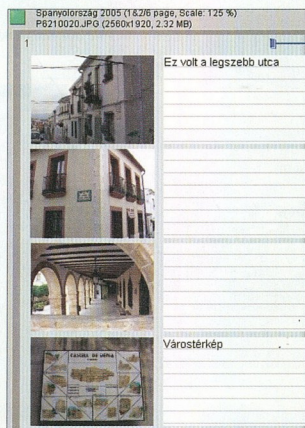 Spanyolország 2005 (1&2/6 page, Scale: 125 %)
P6210020.JPG (2560x1920, 2.32 MB)
1
Ez volt a legszebb utca
Várostérkép